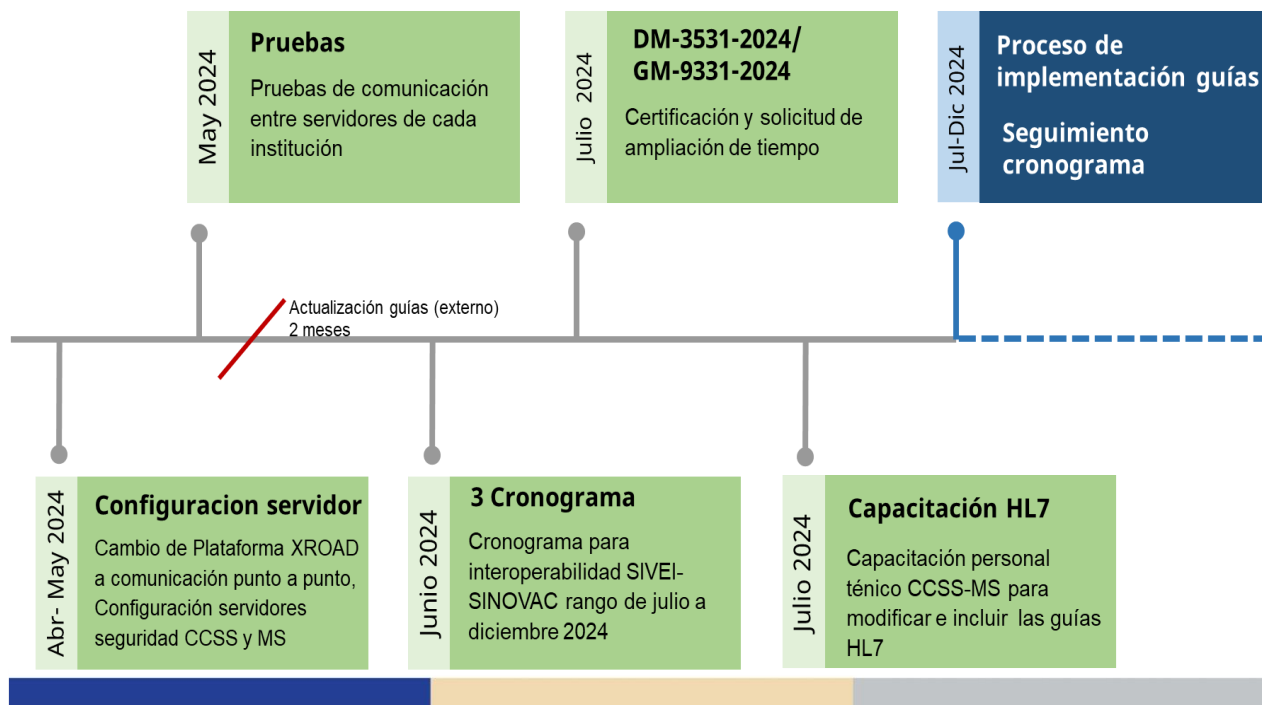 May 2024
Pruebas
Pruebas de comunicación
entre servidores de cada
institución
Julio 2024
DM-3531-2024/
GM-9331-2024
Certificación y solicitud de
ampliación de tiempo
Jul-Dic 2024
Proceso de
implementación guías
Seguimiento
cronograma
Actualización guías (externo)
2 meses
Abr- May 2024
Configuracion servidor
Cambio de Plataforma XROAD
a comunicación punto a punto,
Configuración servidores
seguridad CCSS y MS
Junio 2024
3 Cronograma
Cronograma para
interoperabilidad SIVEI-
SINOVAC rango de julio a
diciembre 2024
Julio 2024
Capacitación HL7
Capacitación personal
ténico CCSS-MS para
modificar e incluir las guías
HL7